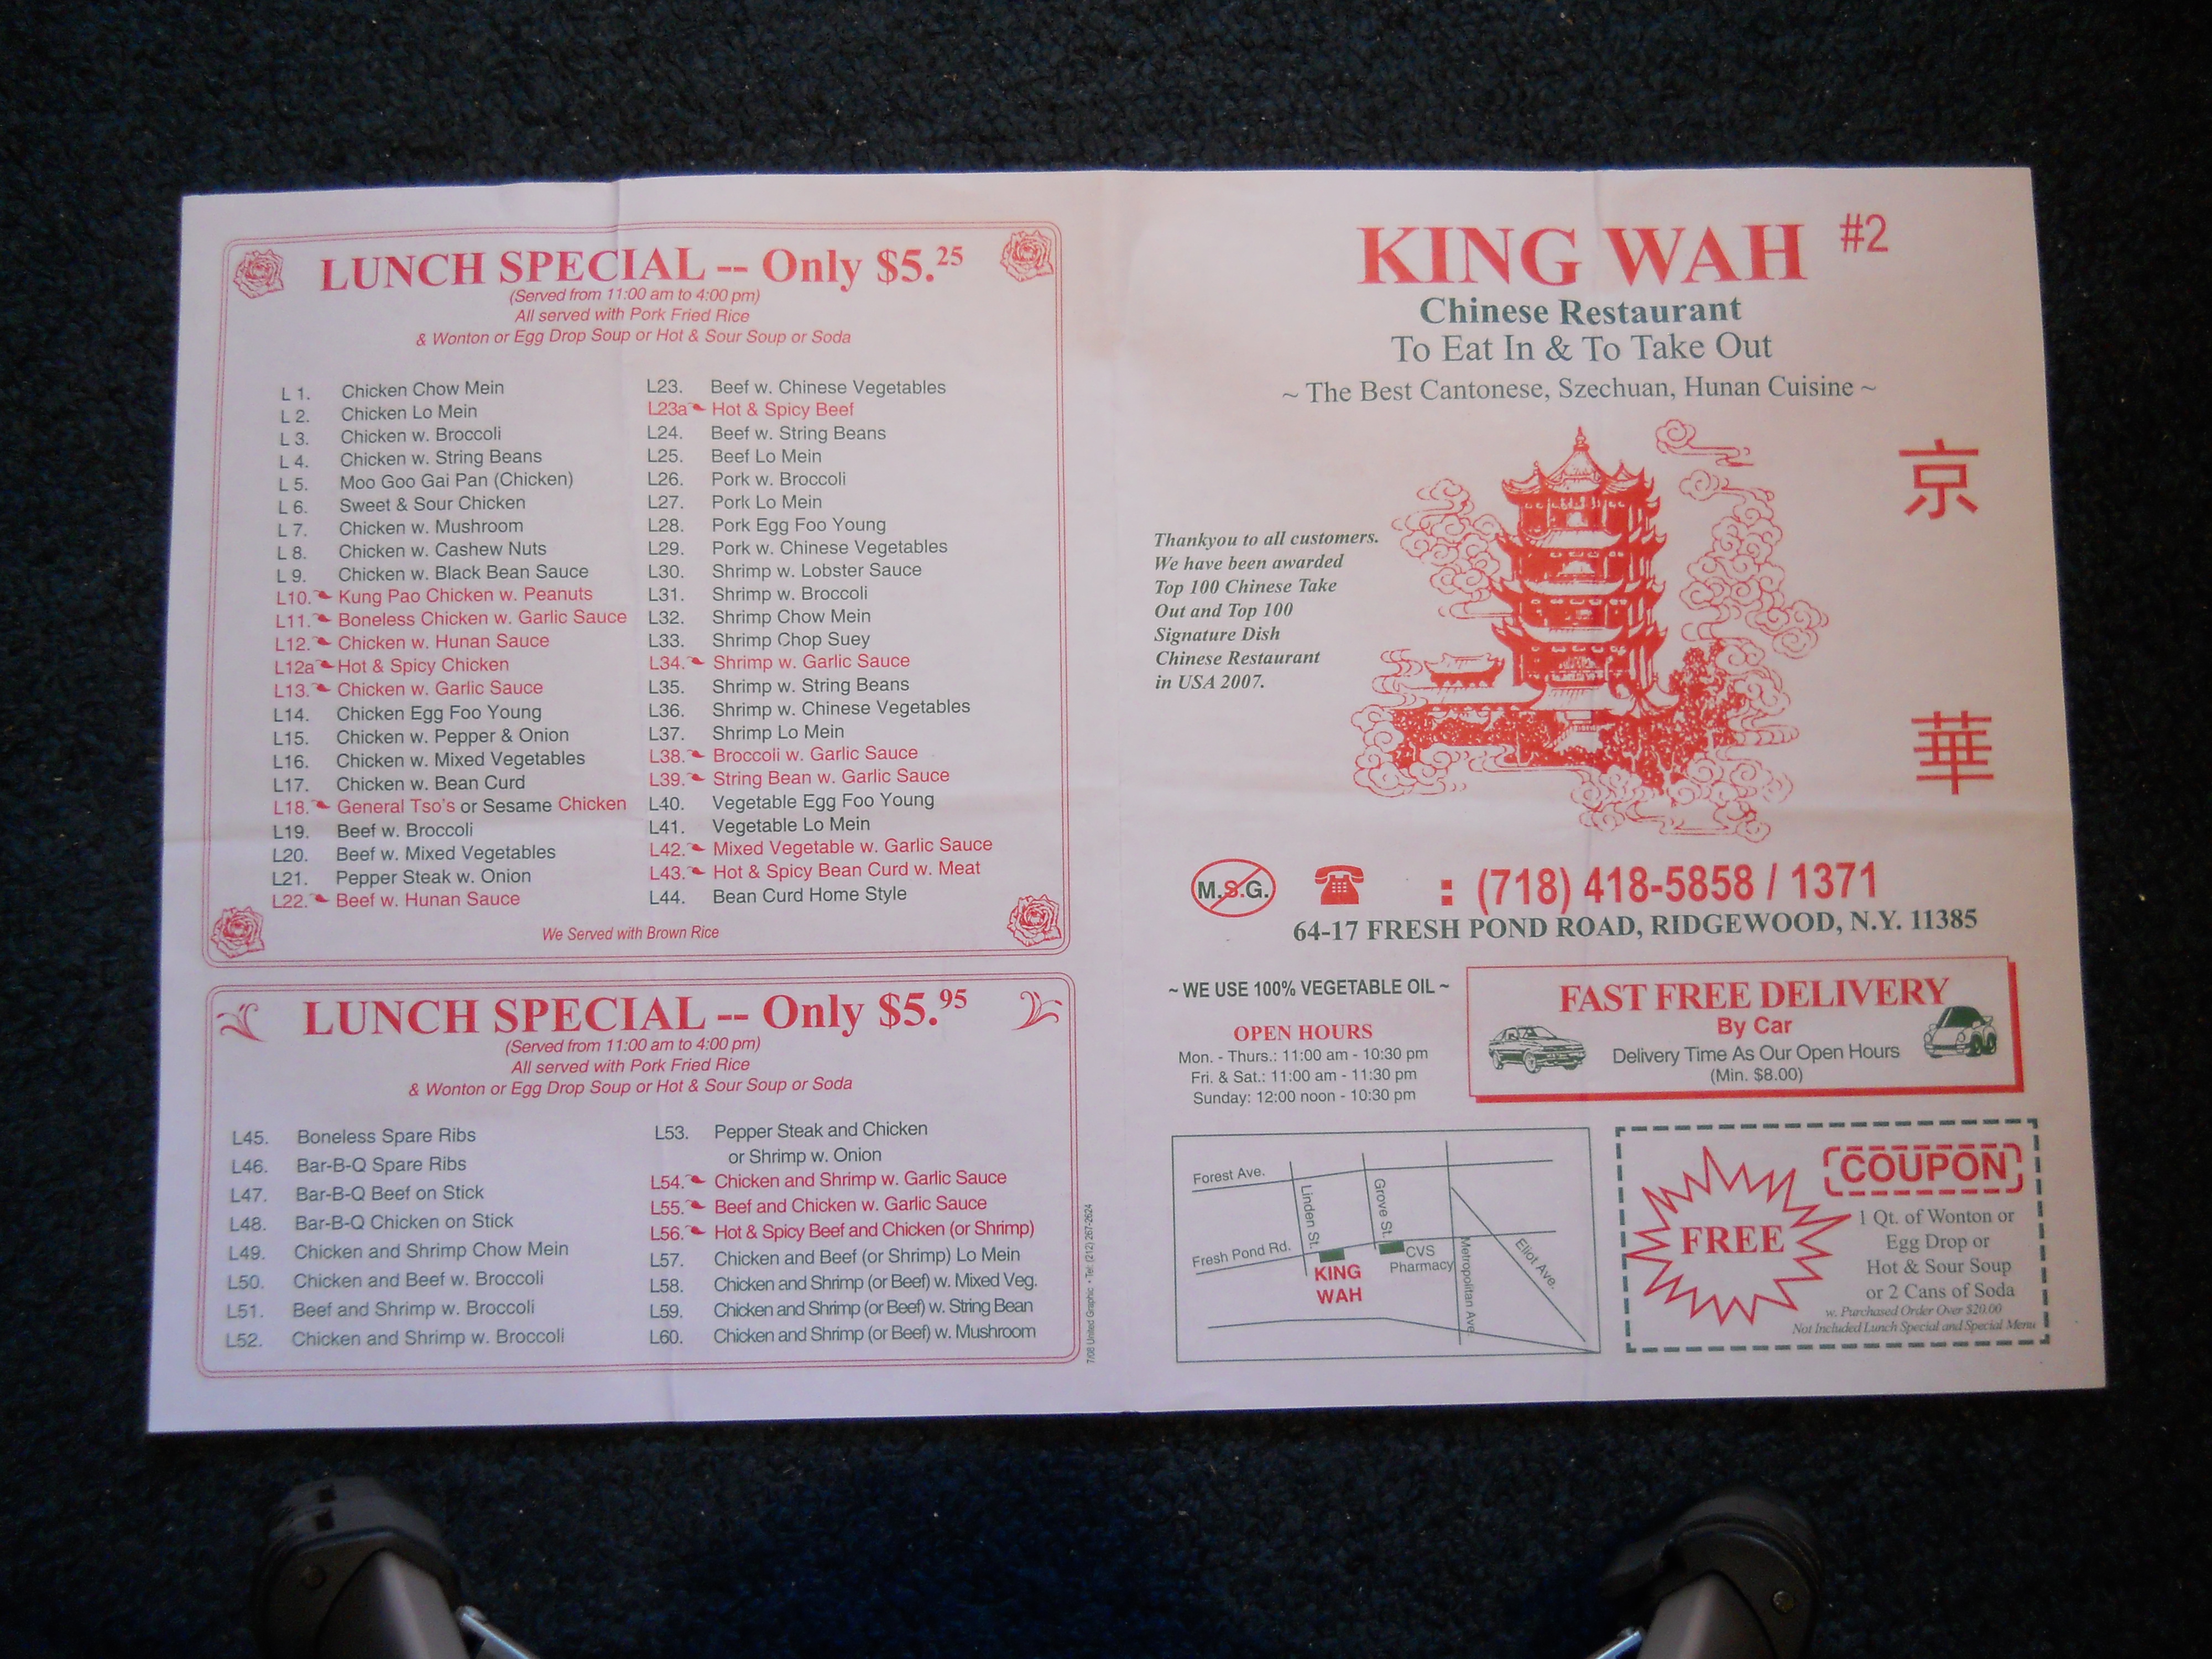 LUNCH SPECIAL -- Only $5.25
(Served from 11:00 am to 4:00 pm)
All served with Pork Fried Rice
& Wonton or Egg Drop Soup or Hot & Sour Soup or Soda
L 1. Chicken Chow Mein
L 2. Chicken Lo Mein
L 3. Chicken w. Broccoli
L 4. Chicken w. String Beans
L 5. Moo Goo Gai Pan (Chicken)
L 6. Sweet & Sour Chicken
L 7. Chicken w. Mushroom
L 8. Chicken w. Cashew Nuts
L 9. Chicken w. Black Bean Sauce
L10. Kung Pao Chicken w. Peanuts
L11. Boneless Chicken w. Garlic Sauce
L12. Chicken w. Hunan Sauce
L12a Hot & Spicy Chicken
L13. Chicken w. Garlic Sauce
L14. Chicken Egg Foo Young
L15. Chicken w. Pepper & Onion
L16. Chicken w. Mixed Vegetables
L17. Chicken w. Bean Curd
L18. General Tso's or Sesame Chicken
L19. Beef w. Broccoli
L20. Beef w. Mixed Vegetables
L21. Pepper Steak w. Onion
L22. Beef w. Hunan Sauce
L23. Beef w. Chinese Vegetables
L23a Hot & Spicy Beef
L24. Beef w. String Beans
L25. Beef Lo Mein
L26. Pork w. Broccoli
L27. Pork Lo Mein
L28. Pork Egg Foo Young
L29. Pork w. Chinese Vegetables
L30. Shrimp w. Lobster Sauce
L31. Shrimp w. Broccoli
L32. Shrimp Chow Mein
L33. Shrimp Chop Suey
L34. Shrimp w. Garlic Sauce
L35. Shrimp w. String Beans
L36. Shrimp w. Chinese Vegetables
L37. Shrimp Lo Mein
L38. Broccoli w. Garlic Sauce
L39. String Bean w. Garlic Sauce
L40. Vegetable Egg Foo Young
L41. Vegetable Lo Mein
L42. Mixed Vegetable w. Garlic Sauce
L43. Hot & Spicy Bean Curd w. Meat
L44. Bean Curd Home Style
We Served with Brown Rice
LUNCH SPECIAL -- Only $5.95
(Served from 11:00 am to 4:00 pm)
All served with Pork Fried Rice
& Wonton or Egg Drop Soup or Hot & Sour Soup or Soda
L45. Boneless Spare Ribs
L46. Bar-B-Q Spare Ribs
L47. Bar-B-Q Beef on Stick
L48. Bar-B-Q Chicken on Stick
L49. Chicken and Shrimp Chow Mein
L50. Chicken and Beef w. Broccoli
L51. Beef and Shrimp w. Broccoli
L52. Chicken and Shrimp w. Broccoli
L53. Pepper Steak and Chicken
or Shrimp w. Onion
L54. Chicken and Shrimp w. Garlic Sauce
L55. Beef and Chicken w. Garlic Sauce
L56. Hot & Spicy Beef and Chicken (or Shrimp)
L57. Chicken and Beef (or Shrimp) Lo Mein
L58. Chicken and Shrimp (or Beef) w. Mixed Veg.
L59. Chicken and Shrimp (or Beef) w. String Bean
L60. Chicken and Shrimp (or Beef) w. Mushroom
7/08 United Graphic • Tel: (212) 267-2624
KING WAH #2
Chinese Restaurant
To Eat In & To Take Out
~ The Best Cantonese, Szechuan, Hunan Cuisine ~
京
華
Thankyou to all customers.
We have been awarded
Top 100 Chinese Take
Out and Top 100
Signature Dish
Chinese Restaurant
in USA 2007.
M.S.G.
: (718) 418-5858 / 1371
64-17 FRESH POND ROAD, RIDGEWOOD, N.Y. 11385
~ WE USE 100% VEGETABLE OIL ~
OPEN HOURS
Mon. - Thurs.: 11:00 am - 10:30 pm
Fri. & Sat.: 11:00 am - 11:30 pm
Sunday: 12:00 noon - 10:30 pm
FAST FREE DELIVERY
By Car
Delivery Time As Our Open Hours
(Min. $8.00)
Forest Ave.
Linden St.
Grove St.
Fresh Pond Rd.
KING
WAH
CVS
Pharmacy
Metropolitan Ave.
Eliot Ave.
COUPON
FREE
1 Qt. of Wonton or
Egg Drop or
Hot & Sour Soup
or 2 Cans of Soda
w. Purchased Order Over $20.00
Not Included Lunch Special and Special Menu